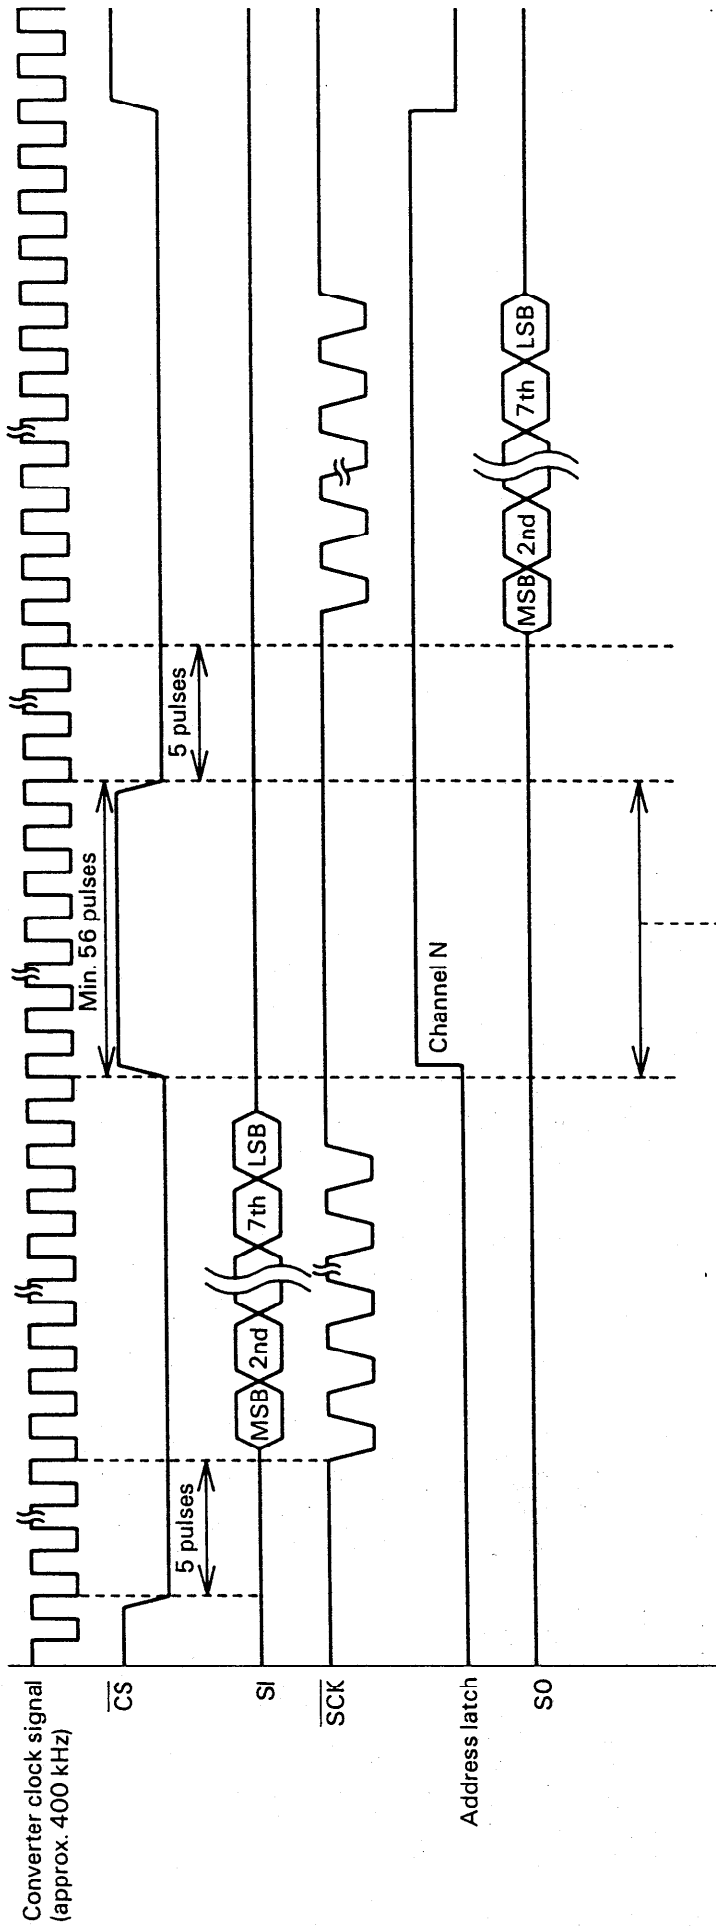 Converter clock signal
(approx. 400 kHz)
CS
5 pulses
Min. 56 pulses
5 pulses
SI
MSB 2nd 7th LSB
SCK
Address latch
Channel N
SO
MSB 2nd 7th LSB